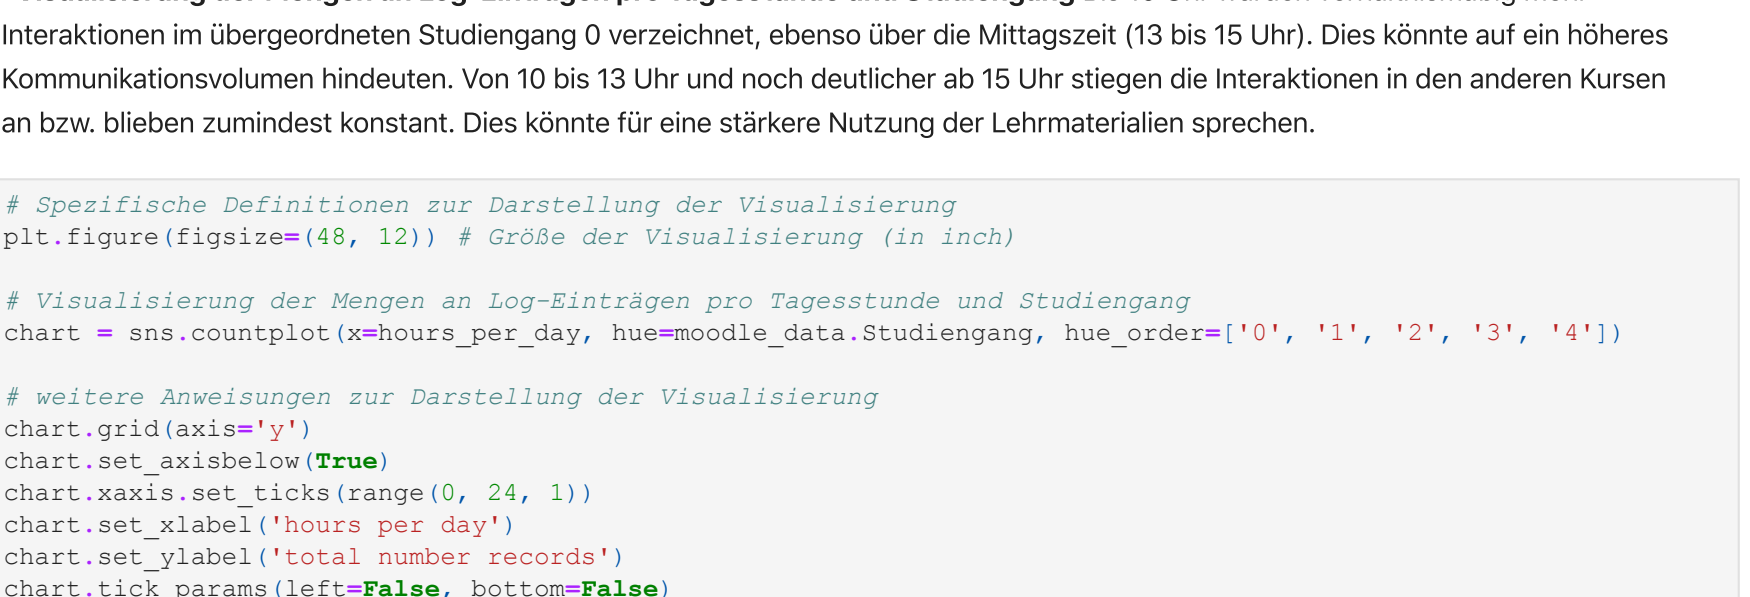 Interaktionen im übergeordneten Studiengang 0 verzeichnet, ebenso über die Mittagszeit (13 bis 15 Uhr). Dies könnte auf ein höheres
Kommunikationsvolumen hindeuten. Von 10 bis 13 Uhr und noch deutlicher ab 15 Uhr stiegen die Interaktionen in den anderen Kursen
an bzw. blieben zumindest konstant. Dies könnte für eine stärkere Nutzung der Lehrmaterialien sprechen.
# Spezifische Definitionen zur Darstellung der Visualisierung
plt.figure(figsize=(48, 12)) # Größe der Visualisierung (in inch)
# Visualisierung der Mengen an Log-Einträgen pro Tagesstunde und Studiengang
chart = sns.countplot(x=hours_per_day, hue=moodle_data.Studiengang, hue_order=['0', '1', '2', '3', '4'])
# weitere Anweisungen zur Darstellung der Visualisierung
chart.grid(axis='y')
chart.set_axisbelow(True)
chart.xaxis.set_ticks(range(0, 24, 1))
chart.set_xlabel('hours per day')
chart.set_ylabel('total number records')
chart.tick_params(left=False, bottom=False)